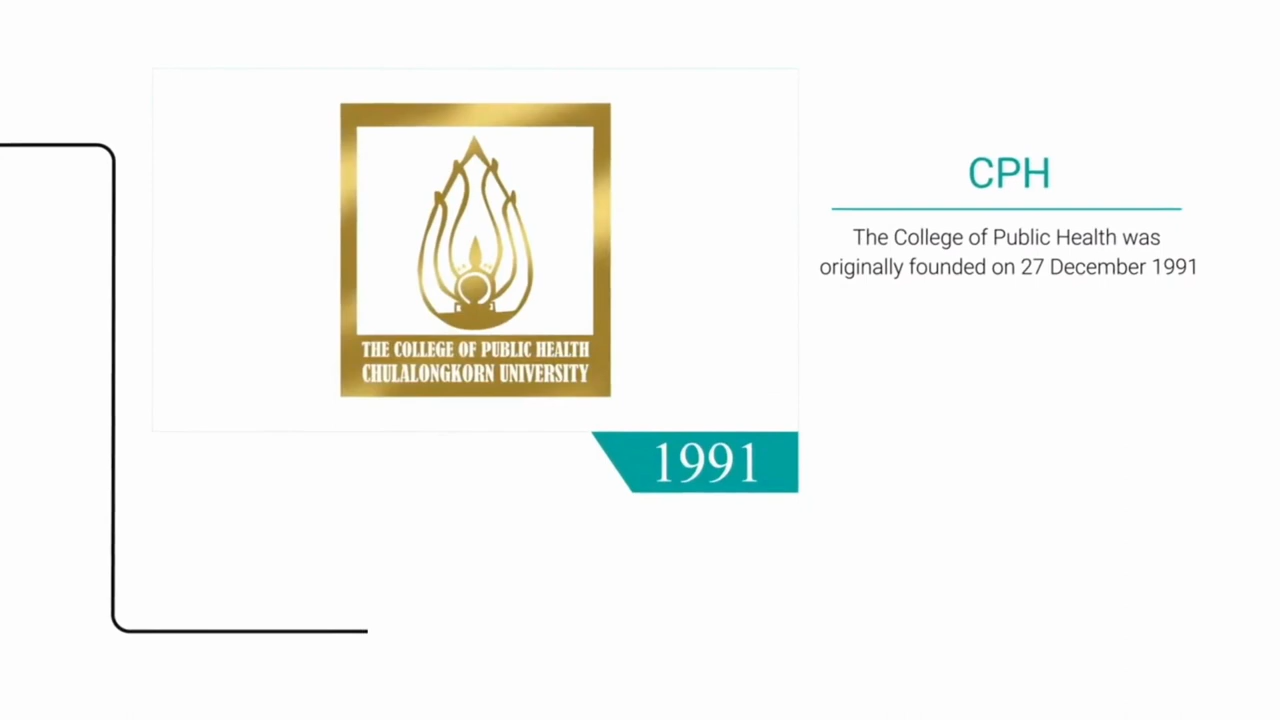 THE COLLEGE OF PUBLIC HEALTH
CHULALONGKORN UNIVERSITY
1991
CPH
The College of Public Health was
originally founded on 27 December 1991